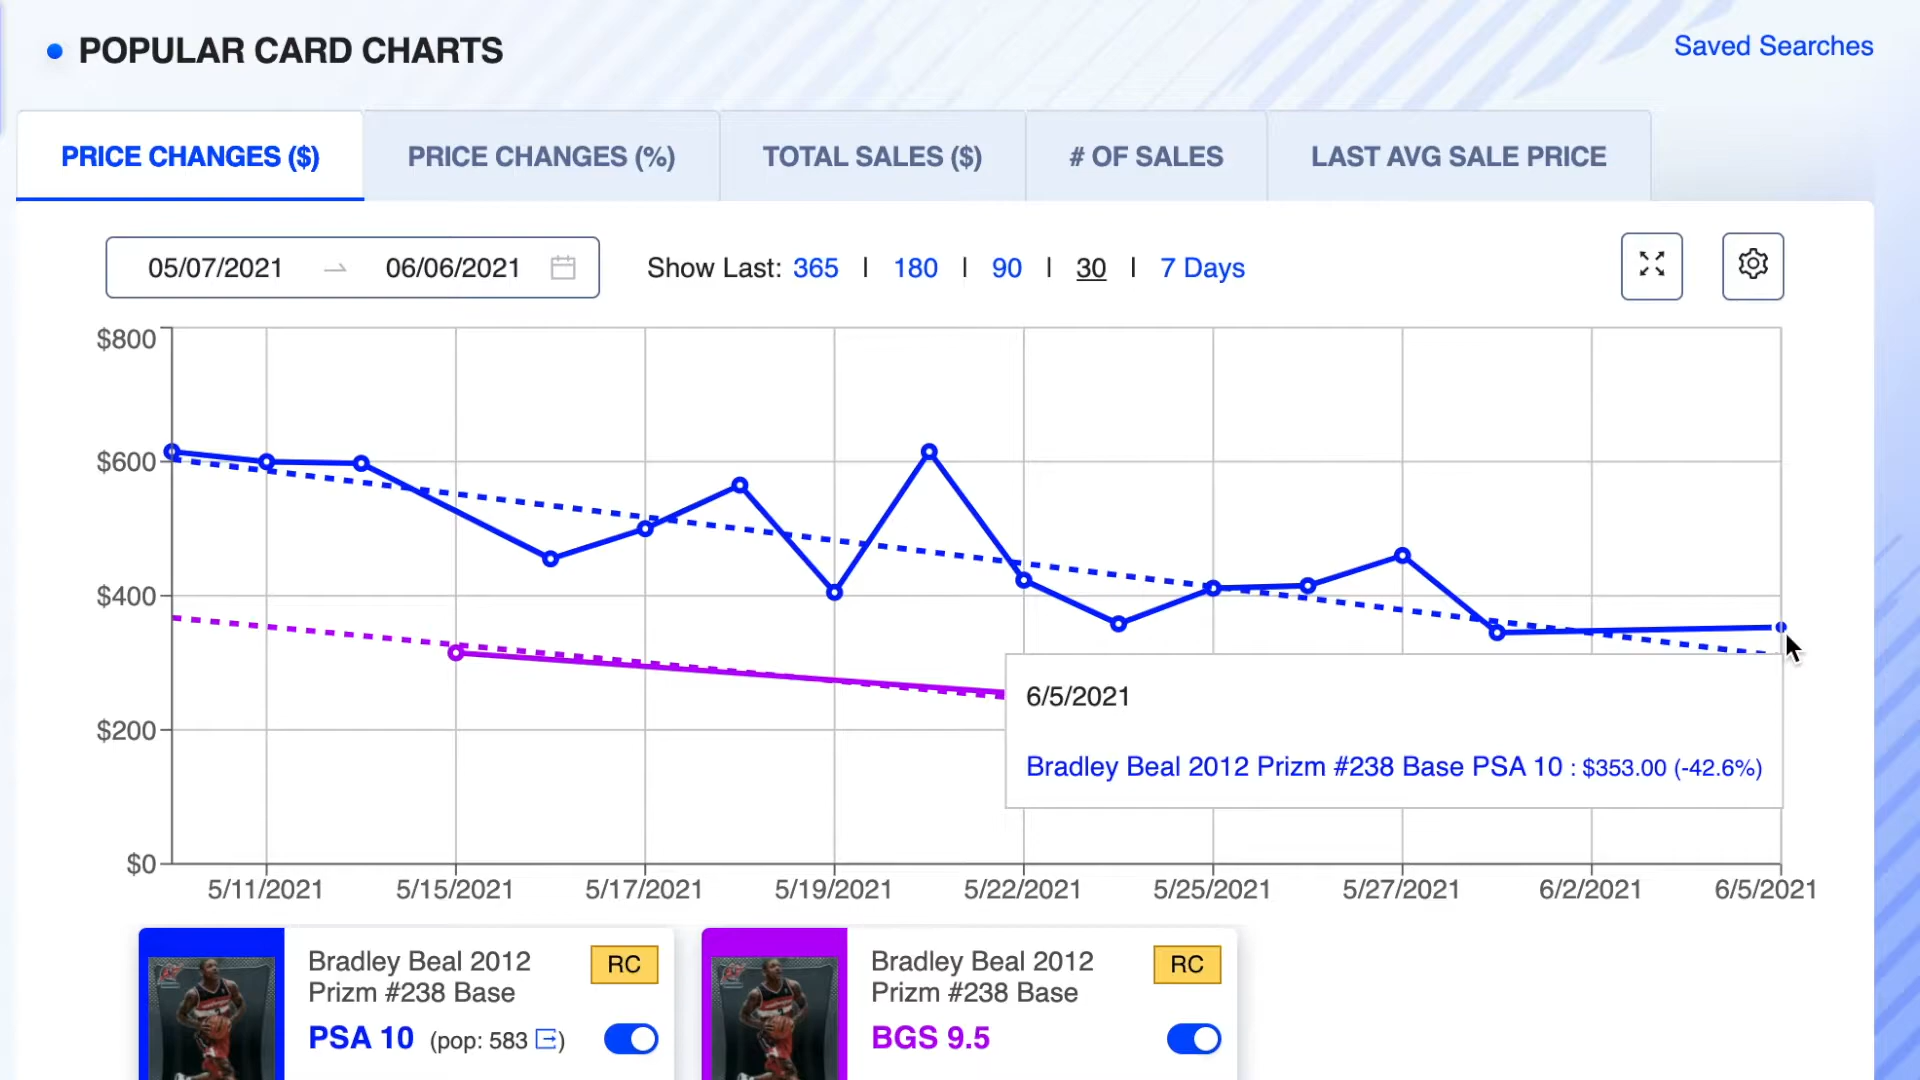 POPULAR CARD CHARTS
Saved Searches
PRICE CHANGES ($)
PRICE CHANGES (%)
TOTAL SALES ($)
# OF SALES
LAST AVG SALE PRICE
05/07/2021
06/06/2021
Show Last: 365 | 180 | 90 | 30 | 7 Days
$800
$600
$400
$200
$0
6/5/2021
Bradley Beal 2012 Prizm #238 Base PSA 10 : $353.00 (-42.6%)
5/11/2021
5/15/2021
5/17/2021
5/19/2021
5/22/2021
5/25/2021
5/27/2021
6/2/2021
6/5/2021
Bradley Beal 2012
Prizm #238 Base
RC
PSA 10 (pop: 583 )
Bradley Beal 2012
Prizm #238 Base
RC
BGS 9.5